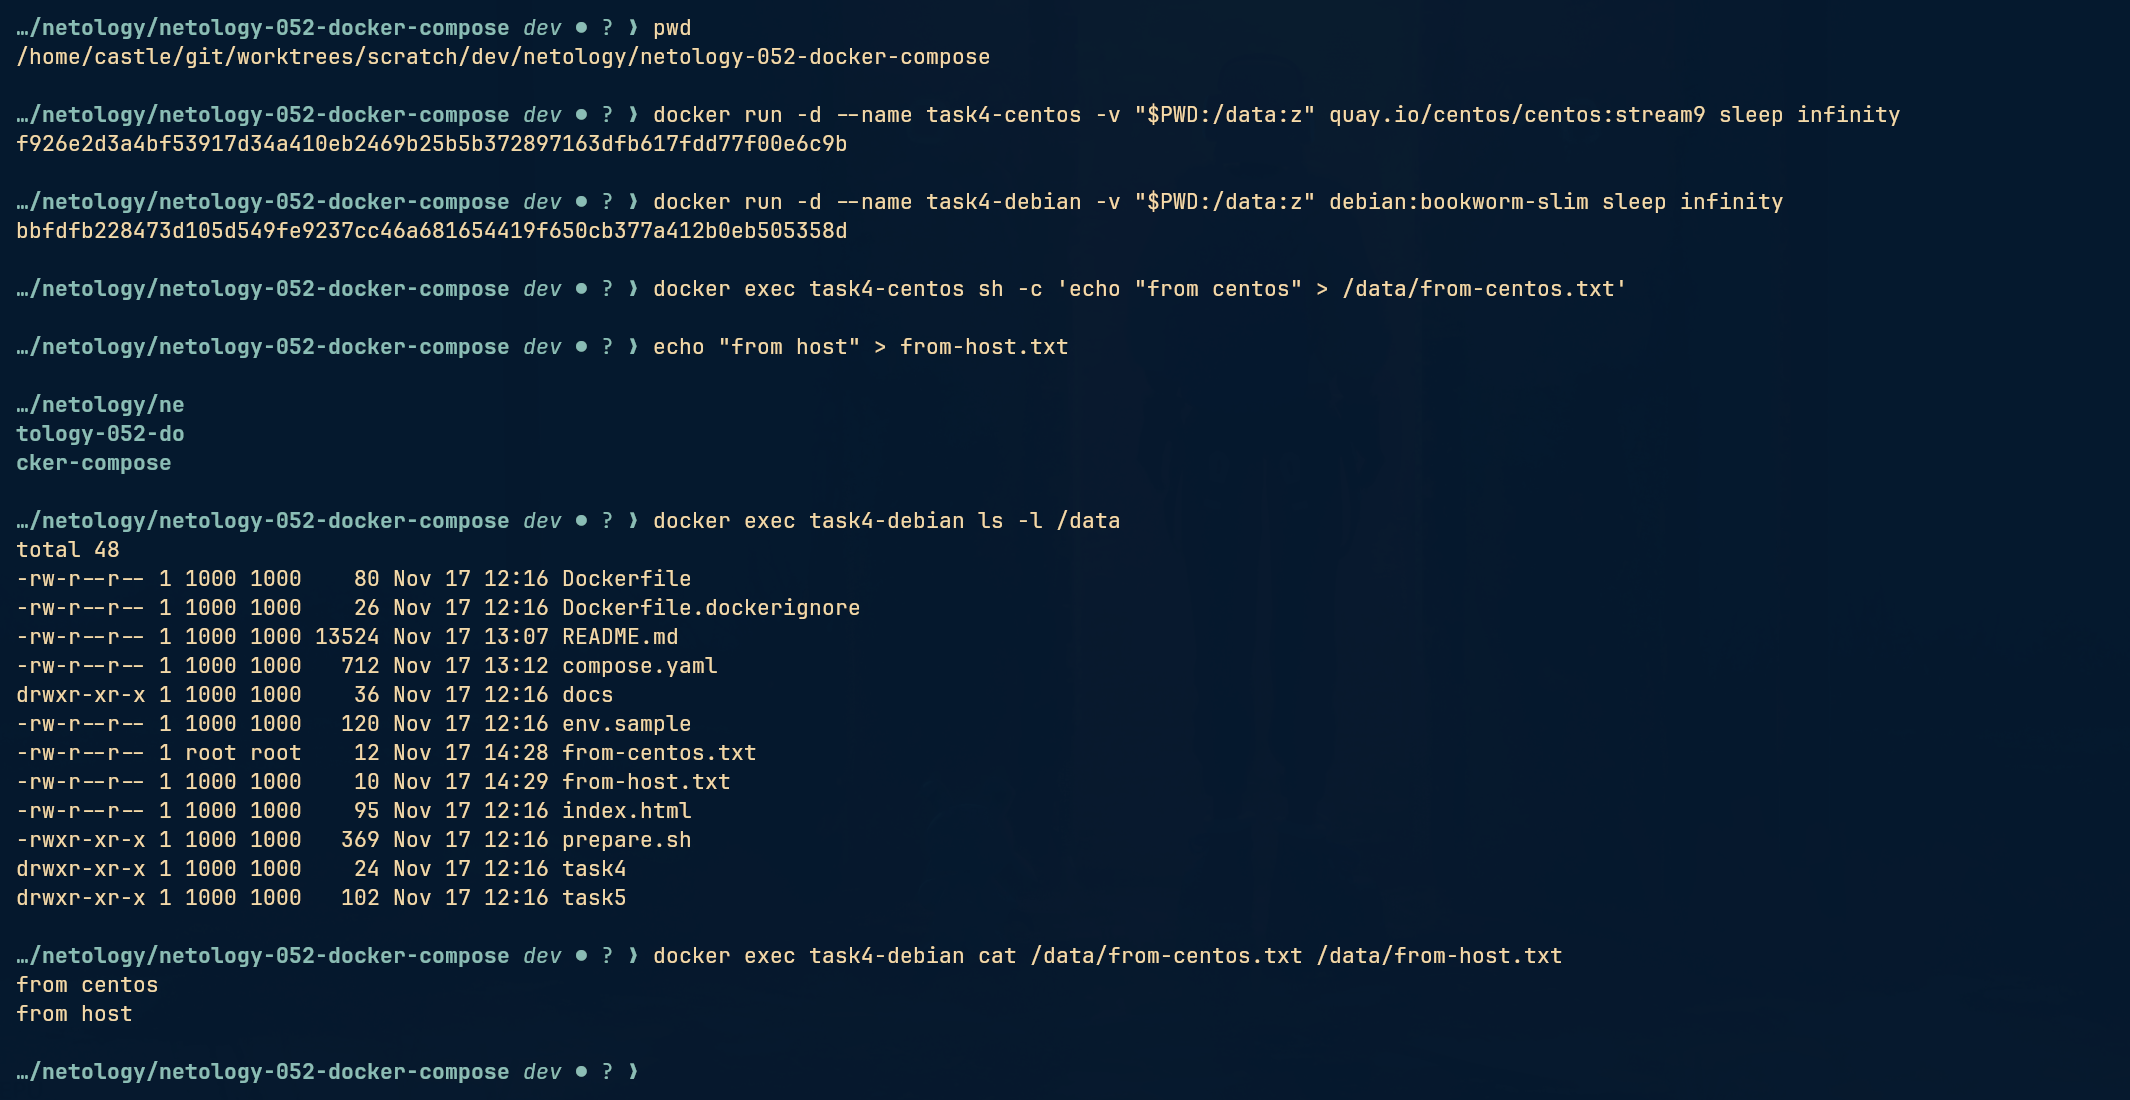 …/netology/netology-052-docker-compose dev ● ? ❱ pwd
/home/castle/git/worktrees/scratch/dev/netology/netology-052-docker-compose
…/netology/netology-052-docker-compose dev ● ? ❱ docker run -d --name task4-centos -v "$PWD:/data:z" quay.io/centos/centos:stream9 sleep infinity
f926e2d3a4bf53917d34a410eb2469b25b5b372897163dfb617fdd77f00e6c9b
…/netology/netology-052-docker-compose dev ● ? ❱ docker run -d --name task4-debian -v "$PWD:/data:z" debian:bookworm-slim sleep infinity
bbfdfb228473d105d549fe9237cc46a681654419f650cb377a412b0eb505358d
…/netology/netology-052-docker-compose dev ● ? ❱ docker exec task4-centos sh -c 'echo "from centos" > /data/from-centos.txt'
…/netology/netology-052-docker-compose dev ● ? ❱ echo "from host" > from-host.txt
…/netology/ne
tology-052-do
cker-compose
…/netology/netology-052-docker-compose dev ● ? ❱ docker exec task4-debian ls -l /data
total 48
-rw-r--r-- 1 1000 1000    80 Nov 17 12:16 Dockerfile
-rw-r--r-- 1 1000 1000    26 Nov 17 12:16 Dockerfile.dockerignore
-rw-r--r-- 1 1000 1000 13524 Nov 17 13:07 README.md
-rw-r--r-- 1 1000 1000   712 Nov 17 13:12 compose.yaml
drwxr-xr-x 1 1000 1000    36 Nov 17 12:16 docs
-rw-r--r-- 1 1000 1000   120 Nov 17 12:16 env.sample
-rw-r--r-- 1 root root    12 Nov 17 14:28 from-centos.txt
-rw-r--r-- 1 1000 1000    10 Nov 17 14:29 from-host.txt
-rw-r--r-- 1 1000 1000    95 Nov 17 12:16 index.html
-rwxr-xr-x 1 1000 1000   369 Nov 17 12:16 prepare.sh
drwxr-xr-x 1 1000 1000    24 Nov 17 12:16 task4
drwxr-xr-x 1 1000 1000   102 Nov 17 12:16 task5
…/netology/netology-052-docker-compose dev ● ? ❱ docker exec task4-debian cat /data/from-centos.txt /data/from-host.txt
from centos
from host
…/netology/netology-052-docker-compose dev ● ? ❱